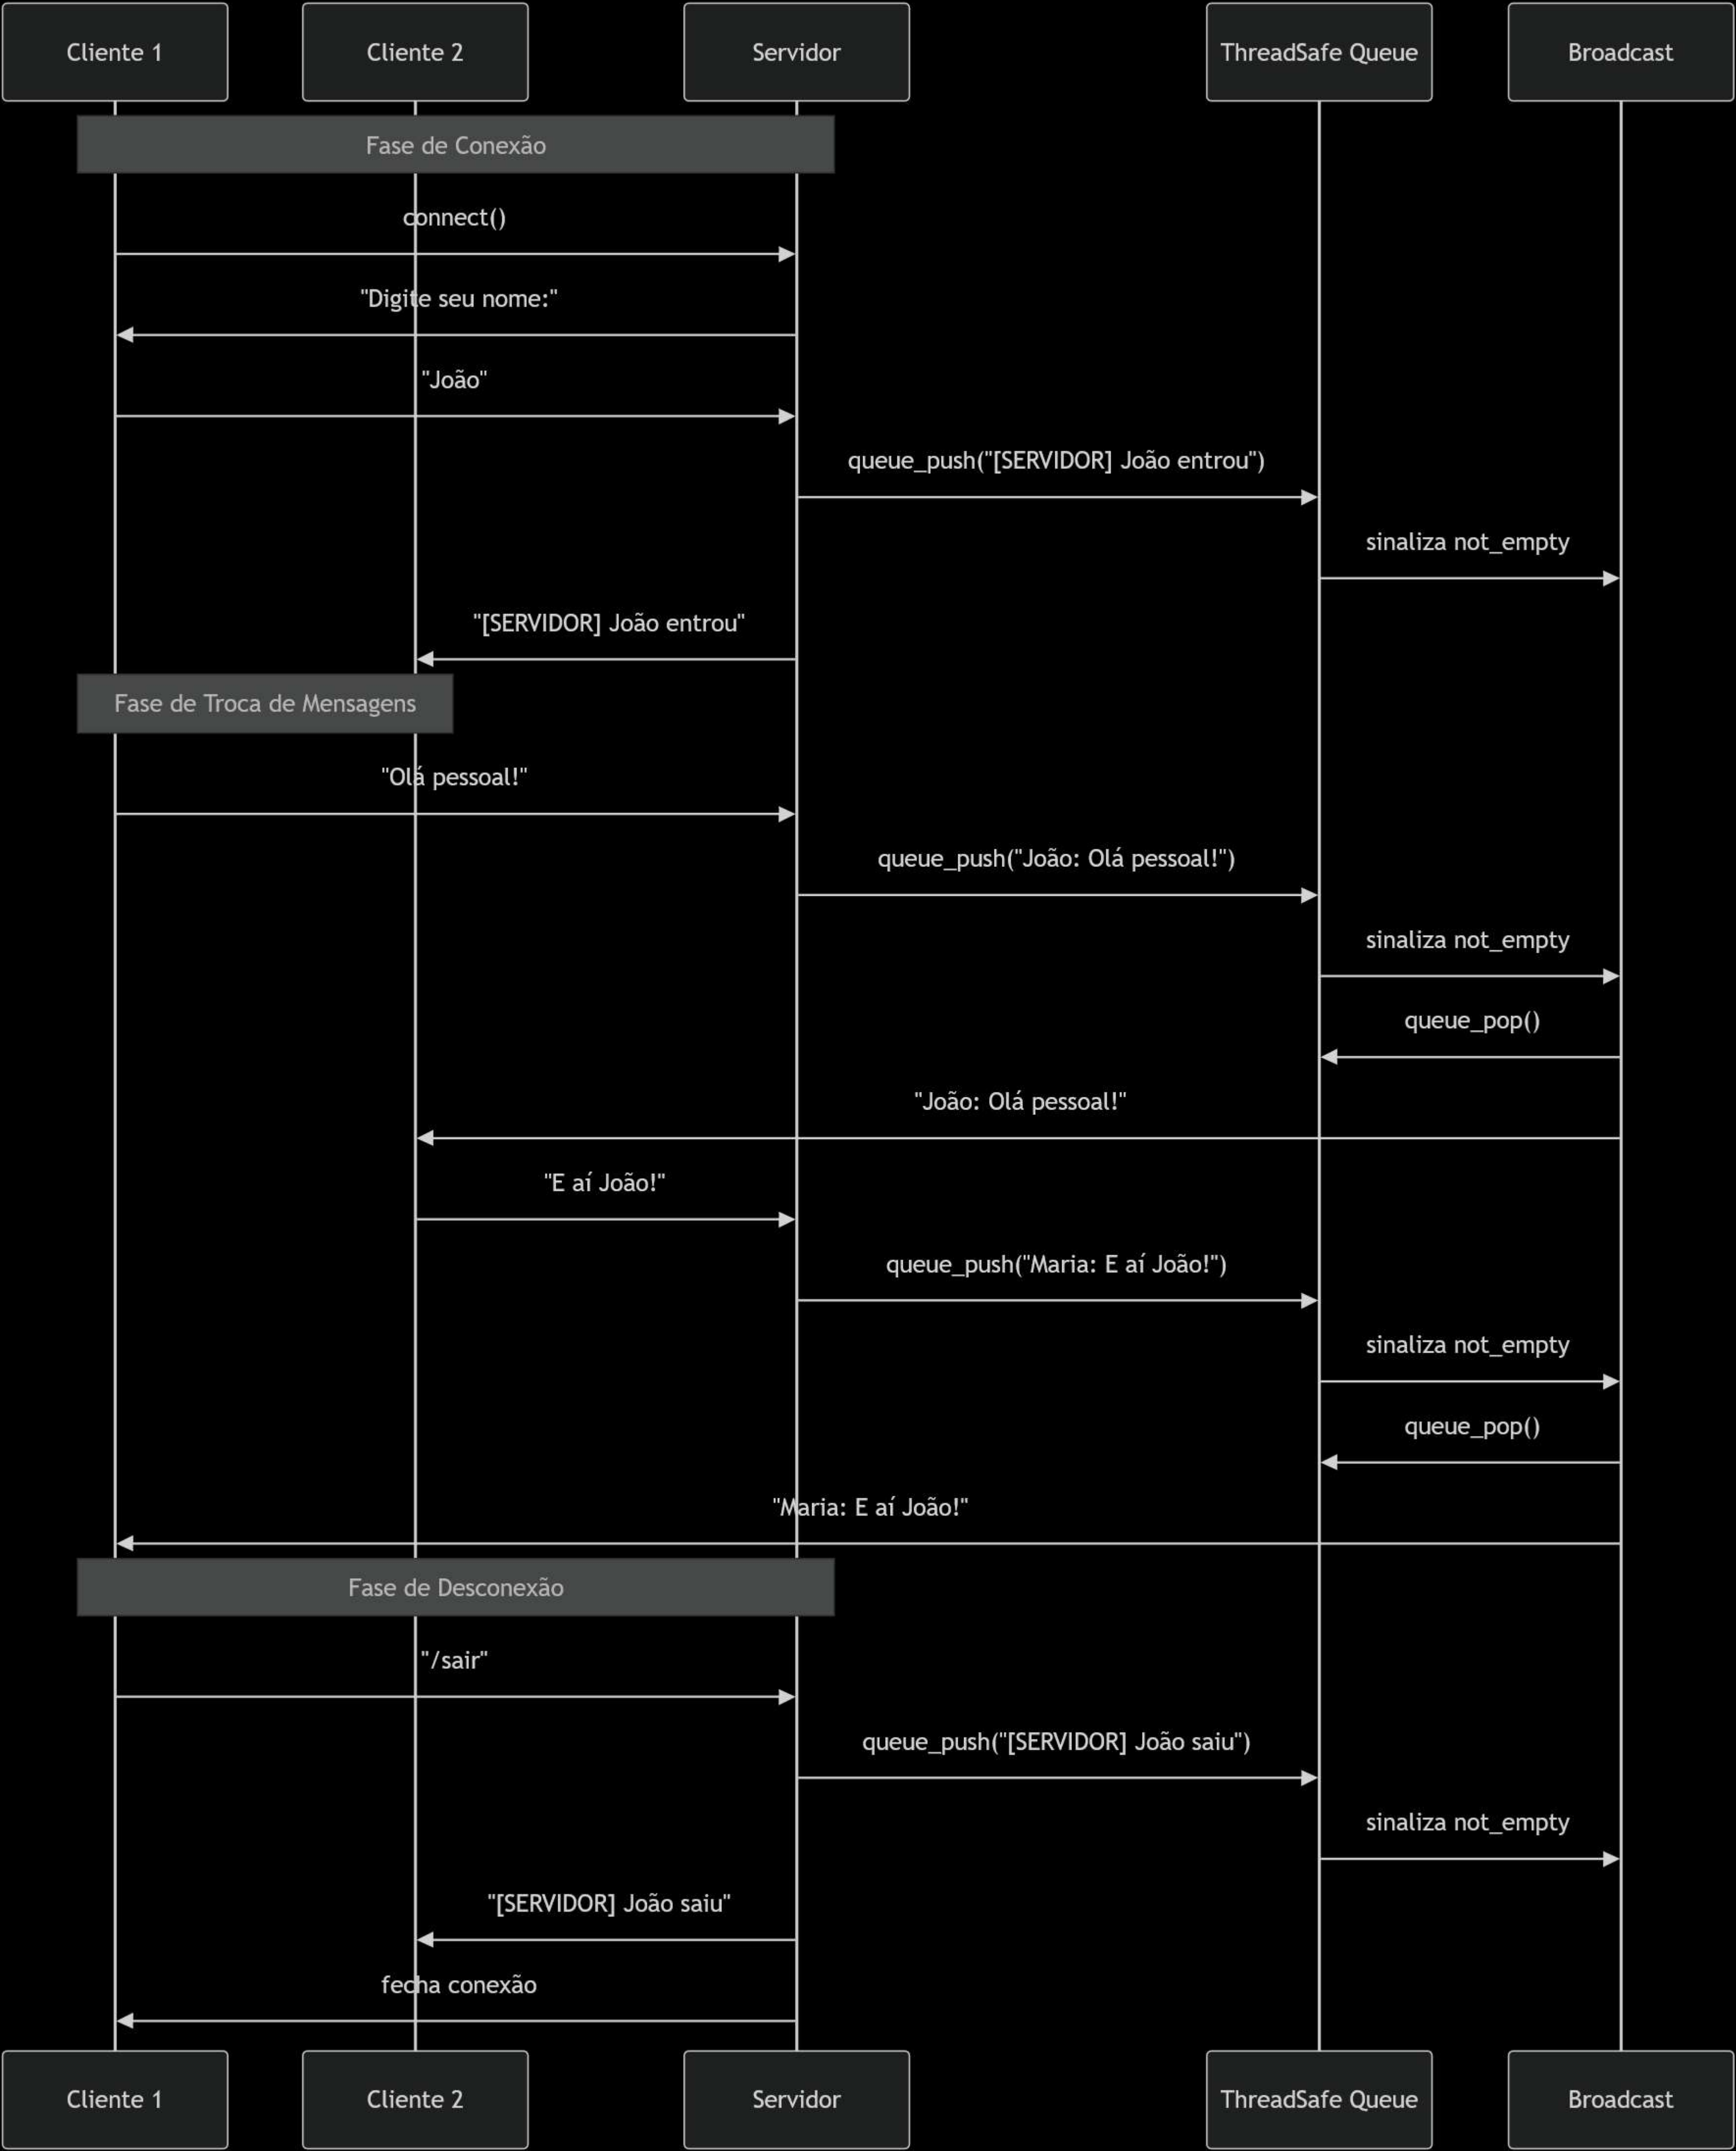 Cliente 1
Cliente 2
Servidor
ThreadSafe Queue
Broadcast
Fase de Conexão
connect()
"Digite seu nome:"
"João"
queue_push("[SERVIDOR] João entrou")
sinaliza not_empty
"[SERVIDOR] João entrou"
Fase de Troca de Mensagens
"Olá pessoal!"
queue_push("João: Olá pessoal!")
sinaliza not_empty
queue_pop()
"João: Olá pessoal!"
"E aí João!"
queue_push("Maria: E aí João!")
sinaliza not_empty
queue_pop()
"Maria: E aí João!"
Fase de Desconexão
"/sair"
queue_push("[SERVIDOR] João saiu")
sinaliza not_empty
"[SERVIDOR] João saiu"
fecha conexão
Cliente 1
Cliente 2
Servidor
ThreadSafe Queue
Broadcast